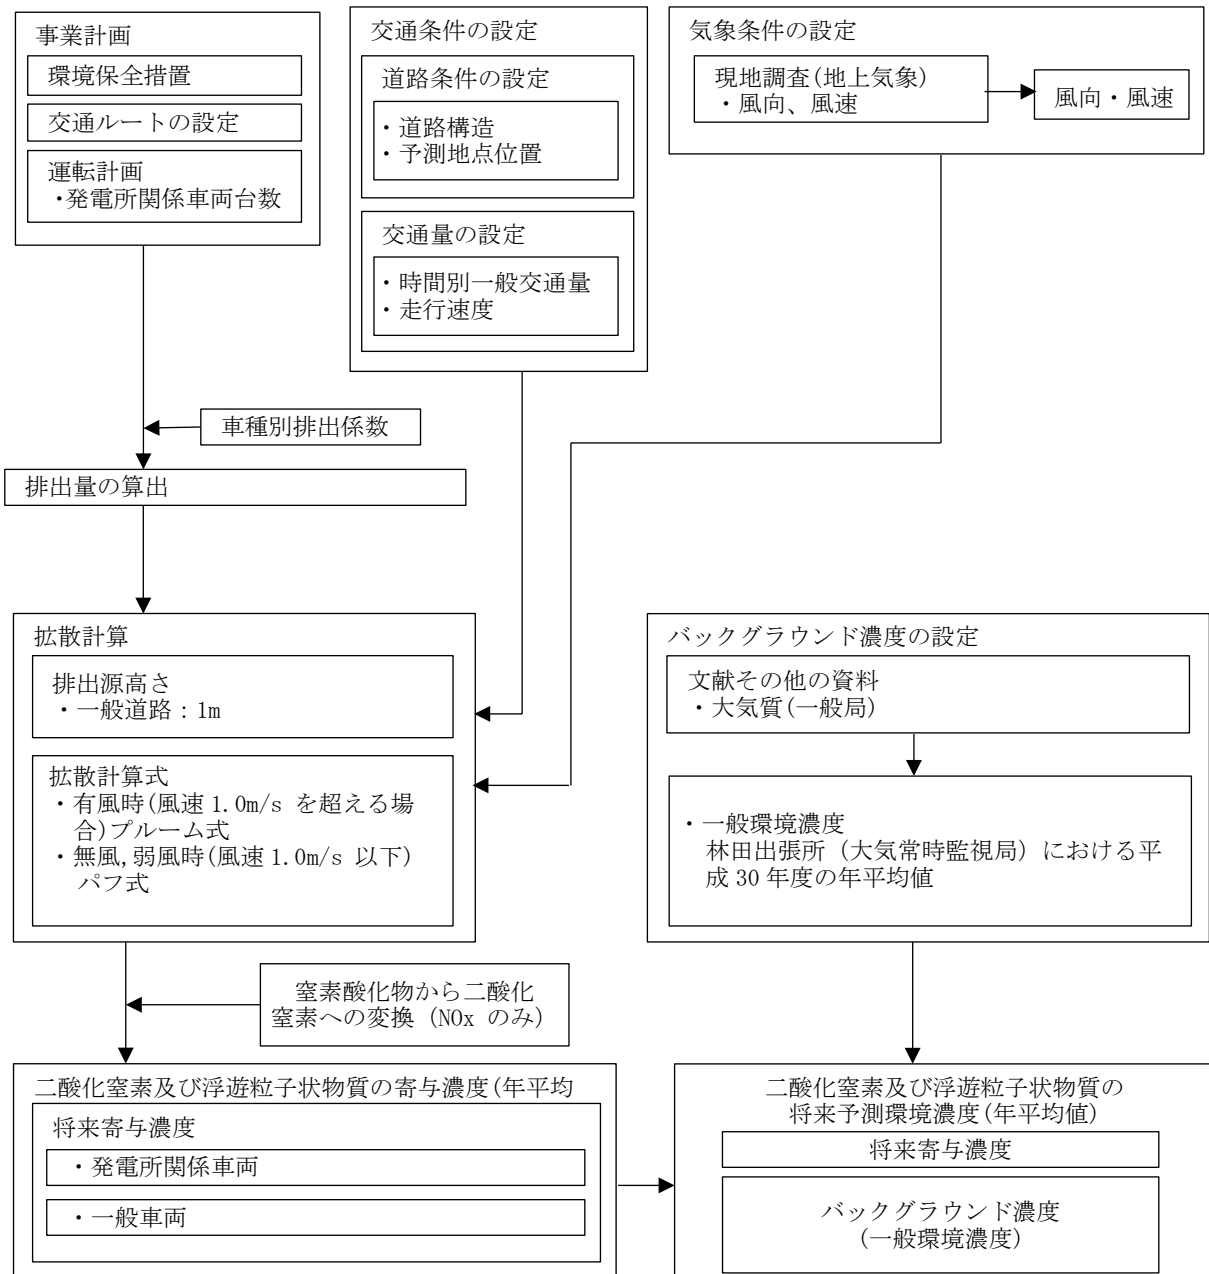 事業計画
環境保全措置
交通ルートの設定
運転計画
・発電所関係車両台数
交通条件の設定
道路条件の設定
・道路構造
・予測地点位置
交通量の設定
・時間別一般交通量
・走行速度
気象条件の設定
現地調査(地上気象)
・風向、風速
風向・風速
車種別排出係数
排出量の算出
拡散計算
排出源高さ
・一般道路：1m
拡散計算式
・有風時(風速 1.0m/s を超える場
合)プルーム式
・無風,弱風時(風速 1.0m/s 以下)
パフ式
バックグラウンド濃度の設定
文献その他の資料
・大気質(一般局)
・一般環境濃度
林田出張所（大気常時監視局）における平
成 30 年度の年平均値
窒素酸化物から二酸化
窒素への変換（NOx のみ）
二酸化窒素及び浮遊粒子状物質の寄与濃度(年平均
将来寄与濃度
・発電所関係車両
・一般車両
二酸化窒素及び浮遊粒子状物質の
将来予測環境濃度(年平均値)
将来寄与濃度
バックグラウンド濃度
(一般環境濃度)